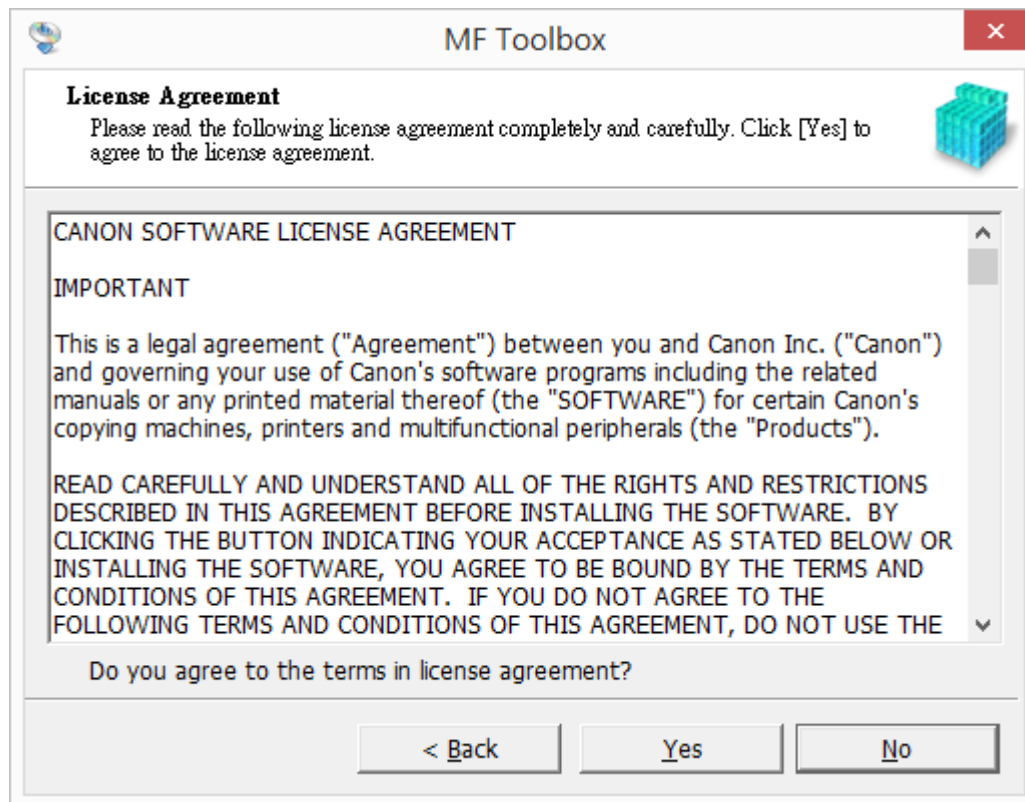 MF Toolbox
License Agreement
Please read the following license agreement completely and carefully. Click [Yes] to
agree to the license agreement.
CANON SOFTWARE LICENSE AGREEMENT
IMPORTANT
This is a legal agreement ("Agreement") between you and Canon Inc. ("Canon")
and governing your use of Canon's software programs including the related
manuals or any printed material thereof (the "SOFTWARE") for certain Canon's
copying machines, printers and multifunctional peripherals (the "Products").
READ CAREFULLY AND UNDERSTAND ALL OF THE RIGHTS AND RESTRICTIONS
DESCRIBED IN THIS AGREEMENT BEFORE INSTALLING THE SOFTWARE.  BY
CLICKING THE BUTTON INDICATING YOUR ACCEPTANCE AS STATED BELOW OR
INSTALLING THE SOFTWARE, YOU AGREE TO BE BOUND BY THE TERMS AND
CONDITIONS OF THIS AGREEMENT.  IF YOU DO NOT AGREE TO THE
FOLLOWING TERMS AND CONDITIONS OF THIS AGREEMENT, DO NOT USE THE
Do you agree to the terms in license agreement?
< Back
Yes
No